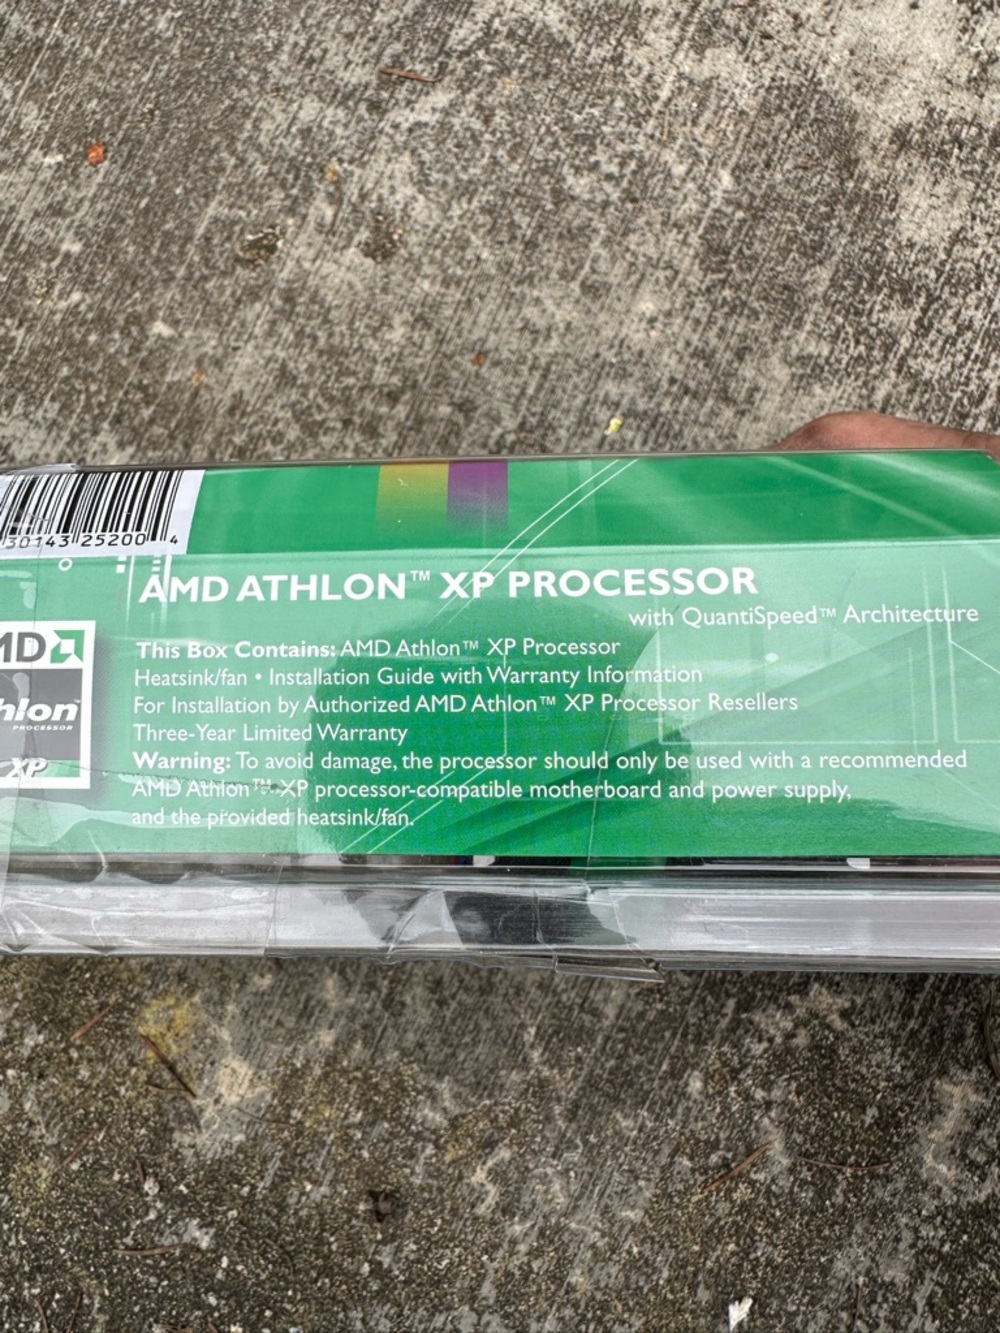 30143 25200 4
AMD ATHLON™ XP PROCESSOR
with QuantiSpeed™ Architecture
This Box Contains: AMD Athlon™ XP Processor
Heatsink/fan • Installation Guide with Warranty Information
For Installation by Authorized AMD Athlon™ XP Processor Resellers
Three-Year Limited Warranty
Warning: To avoid damage, the processor should only be used with a recommended
AMD Athlon™ XP processor-compatible motherboard and power supply,
and the provided heatsink/fan.
MD
hlon™
PROCESSOR
XP